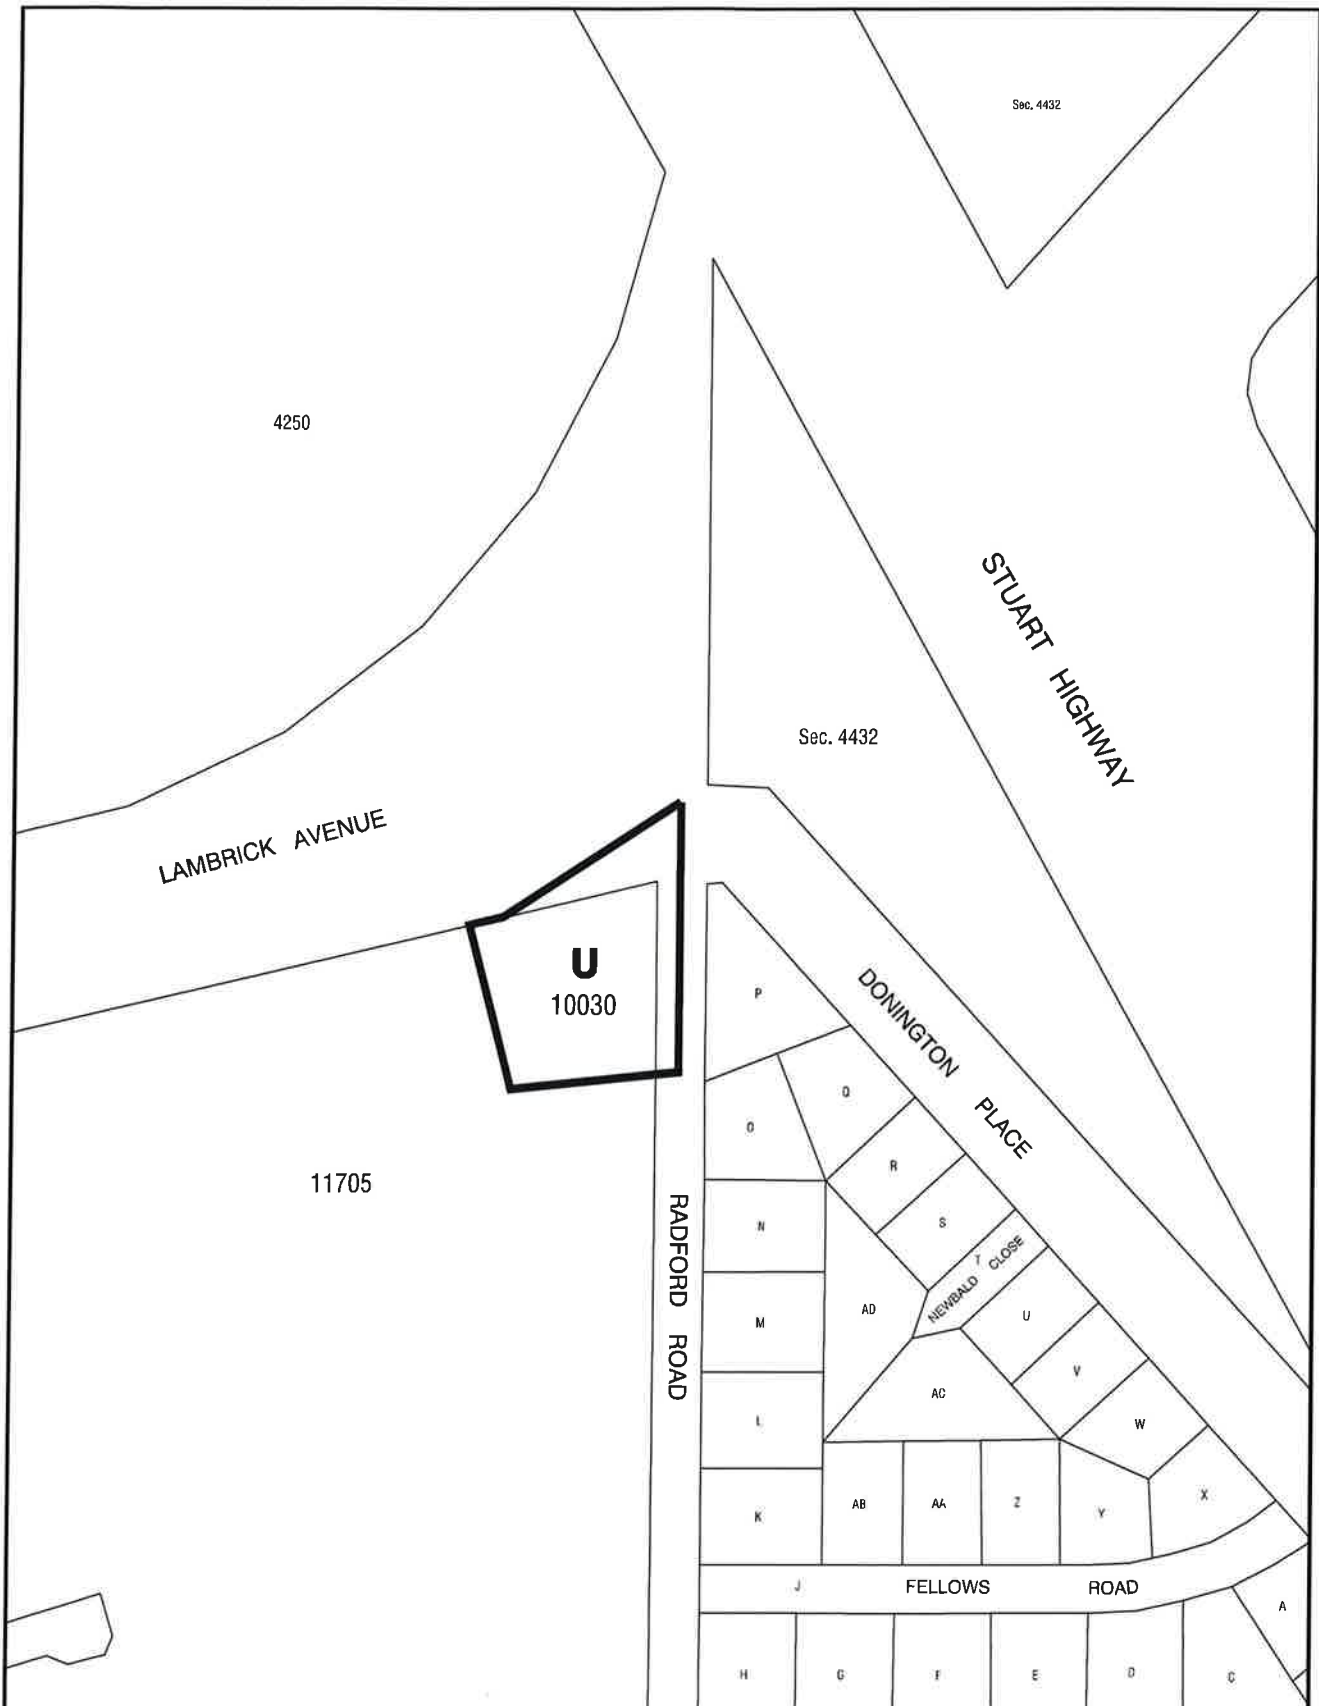 Sec. 4432
4250
STUART HIGHWAY
Sec. 4432
LAMBRICK AVENUE
U
10030
P
DONINGTON PLACE
Q
O
11705
R
RADFORD ROAD
N
S
T
NEWBALD CLOSE
AD
U
M
V
AC
L
W
AB
AA
Z
Y
X
K
J
FELLOWS ROAD
A
H
G
F
E
D
C